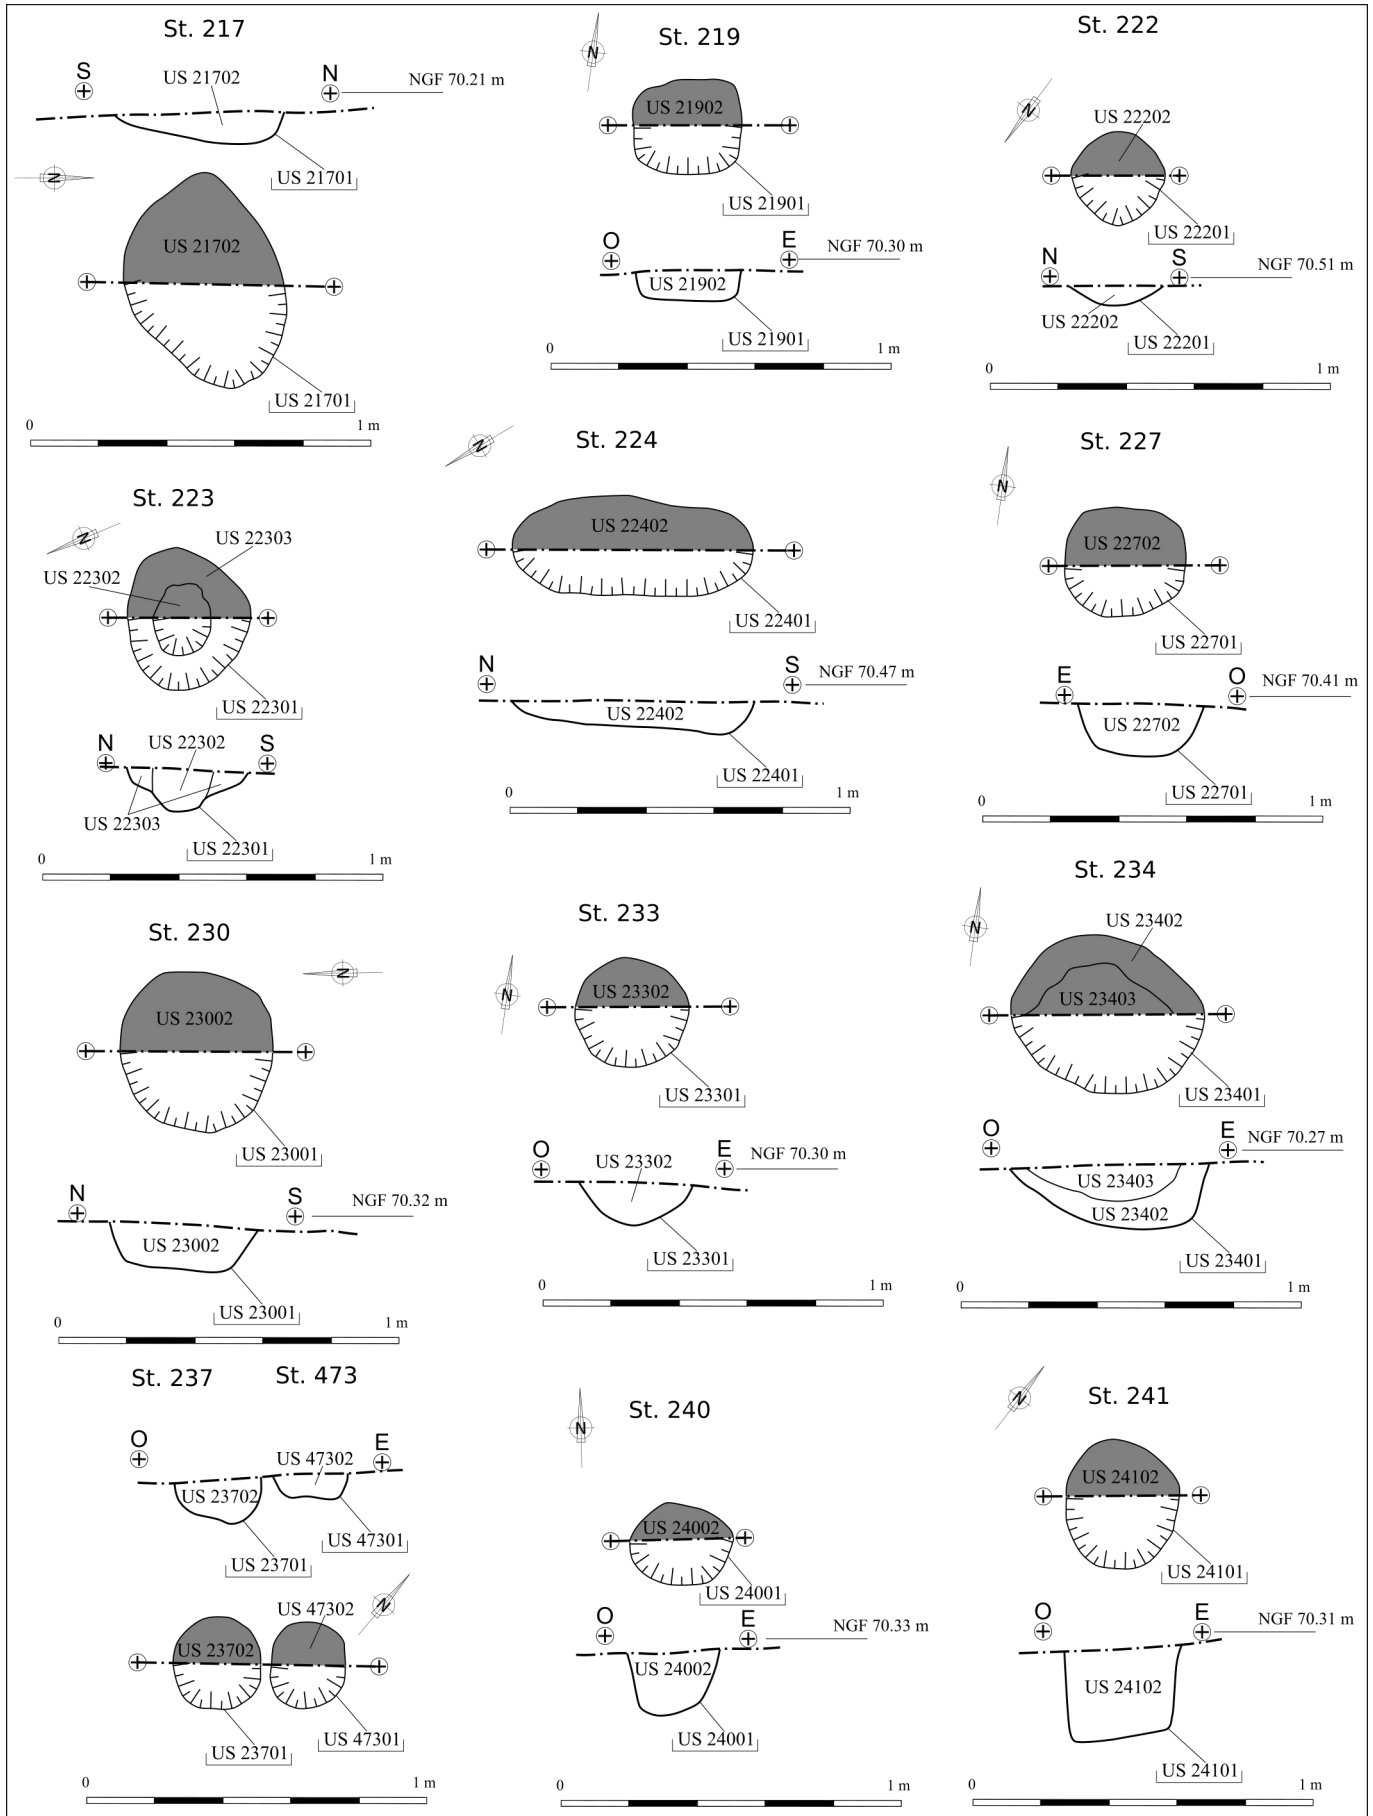 St. 217
S
US 21702
N
NGF 70.21 m
US 21701
N
US 21702
US 21701
0 1 m
St. 219
N
US 21902
US 21901
O
E
NGF 70.30 m
US 21902
US 21901
0 1 m
St. 222
N
US 22202
US 22201
N
S
NGF 70.51 m
US 22202
US 22201
0 1 m
St. 223
N
US 22303
US 22302
US 22301
N
US 22302
S
US 22303
US 22301
0 1 m
St. 224
N
US 22402
US 22401
N
S
NGF 70.47 m
US 22402
US 22401
0 1 m
St. 227
N
US 22702
US 22701
E
O
NGF 70.41 m
US 22702
US 22701
0 1 m
St. 230
N
US 23002
US 23001
N
S
NGF 70.32 m
US 23002
US 23001
0 1 m
St. 233
N
US 23302
US 23301
O
US 23302
E
NGF 70.30 m
US 23301
0 1 m
St. 234
N
US 23402
US 23403
US 23401
O
E
NGF 70.27 m
US 23403
US 23402
US 23401
0 1 m
St. 237 St. 473
O
US 47302
E
US 23702
US 47301
US 23701
N
US 47302
US 23702
US 47301
US 23701
0 1 m
St. 240
N
US 24002
US 24001
O
E
NGF 70.33 m
US 24002
US 24001
0 1 m
St. 241
N
US 24102
US 24101
O
E
NGF 70.31 m
US 24102
US 24101
0 1 m